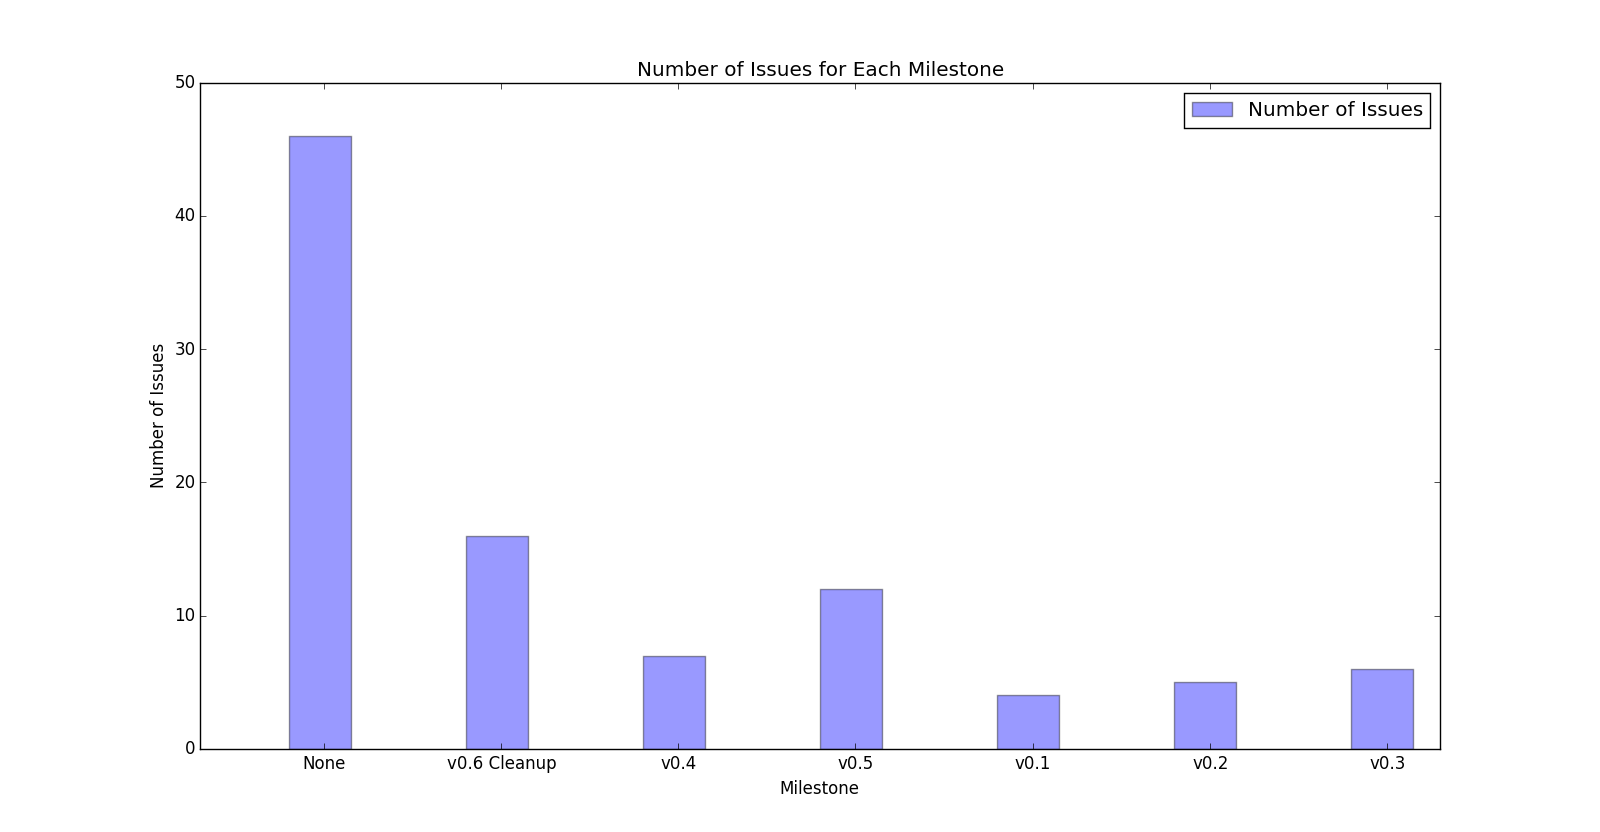 Number of Issues for Each Milestone
Number of Issues
50
40
30
20
10
0
Number of Issues
None v0.6 Cleanup v0.4 v0.5 v0.1 v0.2 v0.3
Milestone